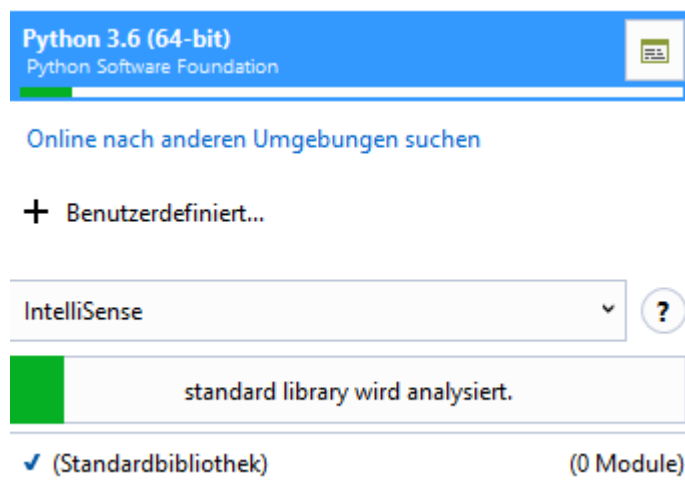 Python 3.6 (64-bit)
Python Software Foundation
Online nach anderen Umgebungen suchen
+ Benutzerdefiniert...
IntelliSense
?
standard library wird analysiert.
✔ (Standardbibliothek) (0 Module)